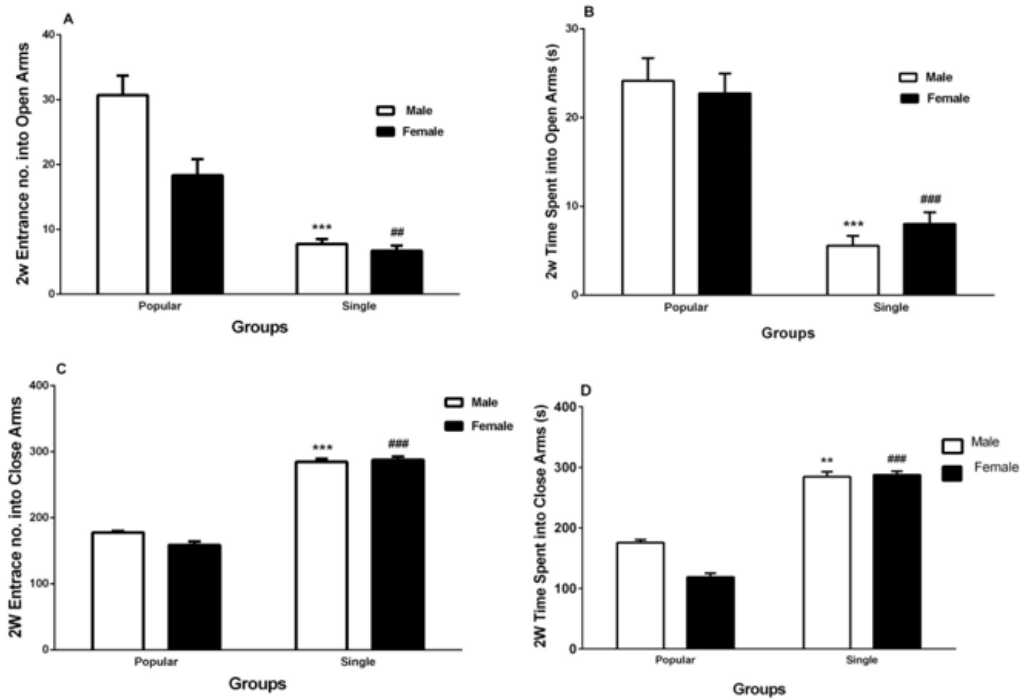 A
2w Entrance no. into Open Arms
40
30
20
10
0
Male
Female
***
##
Popular
Single
Groups
B
2w Time Spent into Open Arms (s)
30
20
10
0
Male
Female
***
###
Popular
Single
Groups
C
2W Entrace no. into Close Arms
400
300
200
100
0
Male
Female
***
###
Popular
Single
Groups
D
2W Time Spent into Close Arms (s)
400
300
200
100
0
Male
Female
**
###
Popular
Single
Groups